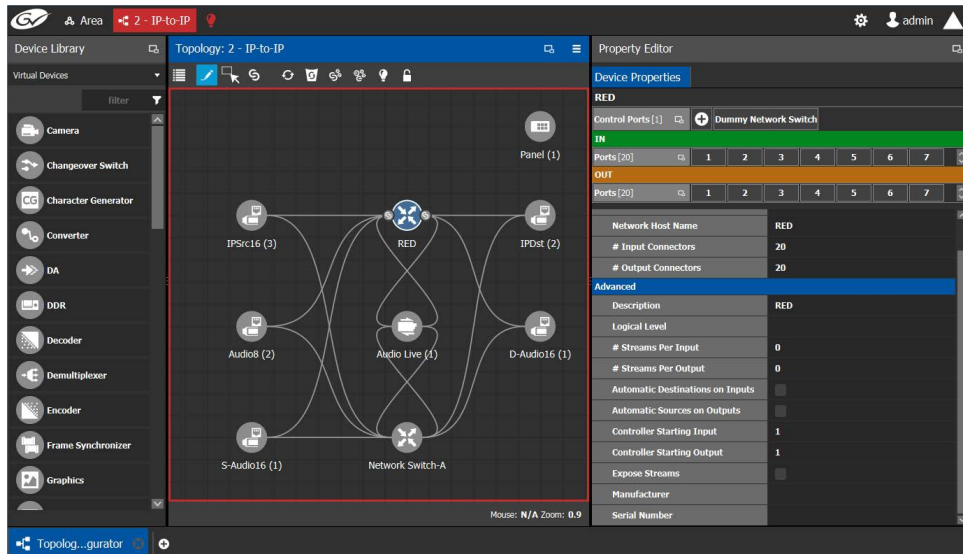 GV Area 2 - IP-to-IP admin
Device Library
Topology: 2 - IP-to-IP
Property Editor
Virtual Devices
filter
Camera
Changeover Switch
CG Character Generator
Converter
DA
DDR
Decoder
Demultiplexer
Encoder
Frame Synchronizer
Graphics
Panel (1)
IPSrc16 (3)
RED
IPDst (2)
Audio8 (2)
Audio Live (1)
D-Audio16 (1)
S-Audio16 (1)
Network Switch-A
Mouse: N/A Zoom: 0.9
Device Properties
RED
Control Ports [1] Dummy Network Switch
IN
Ports [20] 1 2 3 4 5 6 7
OUT
Ports [20] 1 2 3 4 5 6 7
Network Host Name RED
# Input Connectors 20
# Output Connectors 20
Advanced
Description RED
Logical Level
# Streams Per Input 0
# Streams Per Output 0
Automatic Destinations on Inputs
Automatic Sources on Outputs
Controller Starting Input 1
Controller Starting Output 1
Expose Streams
Manufacturer
Serial Number
Topolog...gurator